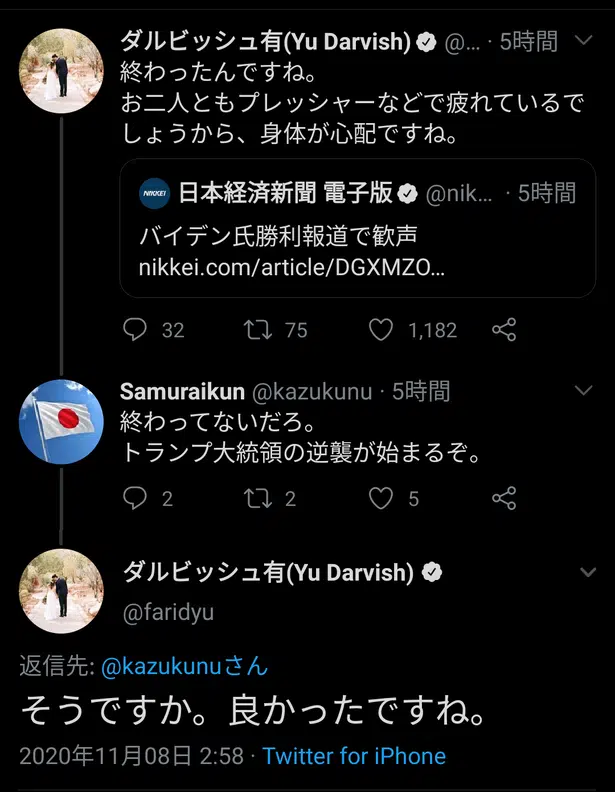 ダルビッシュ有(Yu Darvish) @... · 5時間
終わったんですね。
お二人ともプレッシャーなどで疲れているで
しょうから、身体が心配ですね。
NIKKEI 日本経済新聞 電子版 @nik... · 5時間
バイデン氏勝利報道で歓声
nikkei.com/article/DGXMZO...
32 75 1,182
Samuraikun @kazukunu · 5時間
終わってないだろ。
トランプ大統領の逆襲が始まるぞ。
2 2 5
ダルビッシュ有(Yu Darvish)
@faridyu
返信先: @kazukunuさん
そうですか。良かったですね。
2020年11月08日 2:58 · Twitter for iPhone